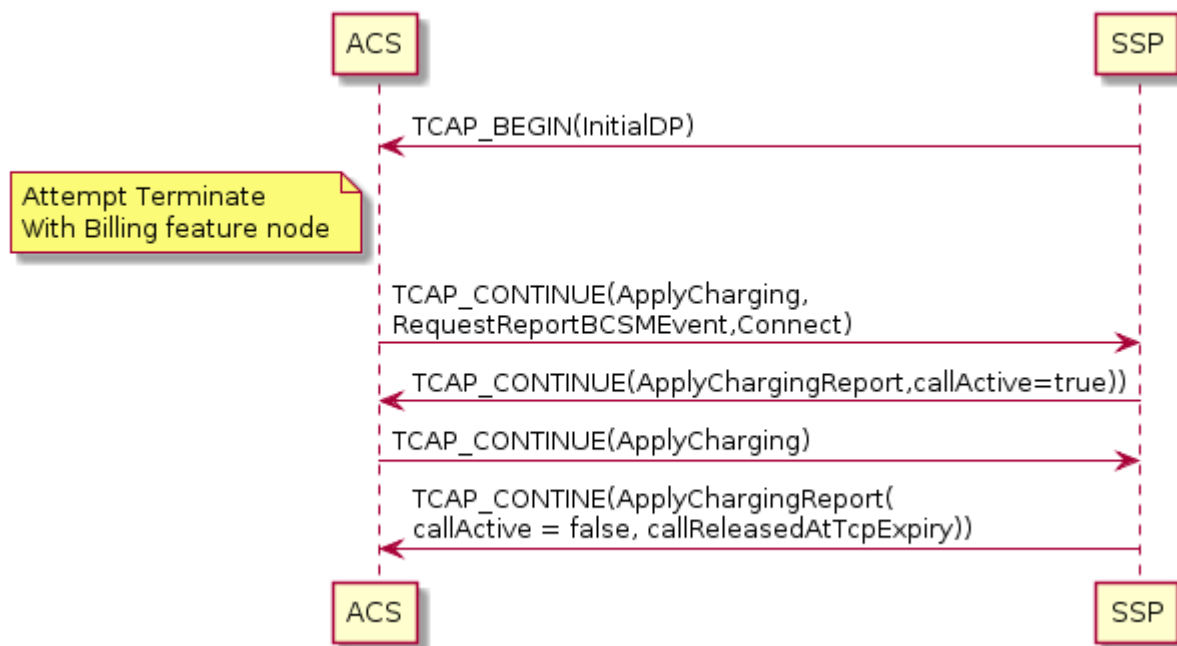 ACS
SSP
TCAP_BEGIN(InitialDP)
Attempt Terminate
With Billing feature node
TCAP_CONTINUE(ApplyCharging,
RequestReportBCSMEvent,Connect)
TCAP_CONTINUE(ApplyChargingReport,callActive=true))
TCAP_CONTINUE(ApplyCharging)
TCAP_CONTINE(ApplyChargingReport(
callActive = false, callReleasedAtTcpExpiry))
ACS
SSP